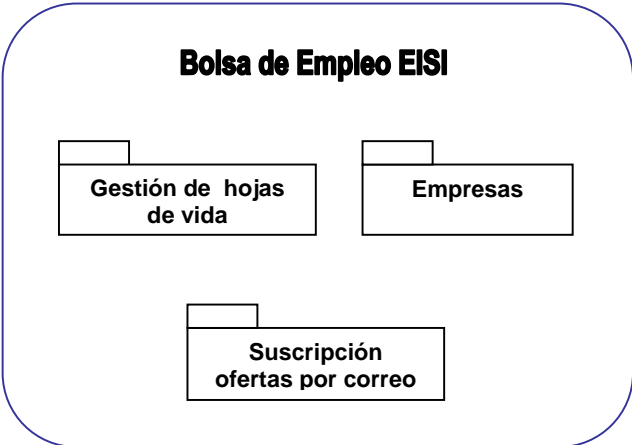 Bolsa de Empleo EISI
Gestión de hojas
de vida
Empresas
Suscripción
ofertas por correo